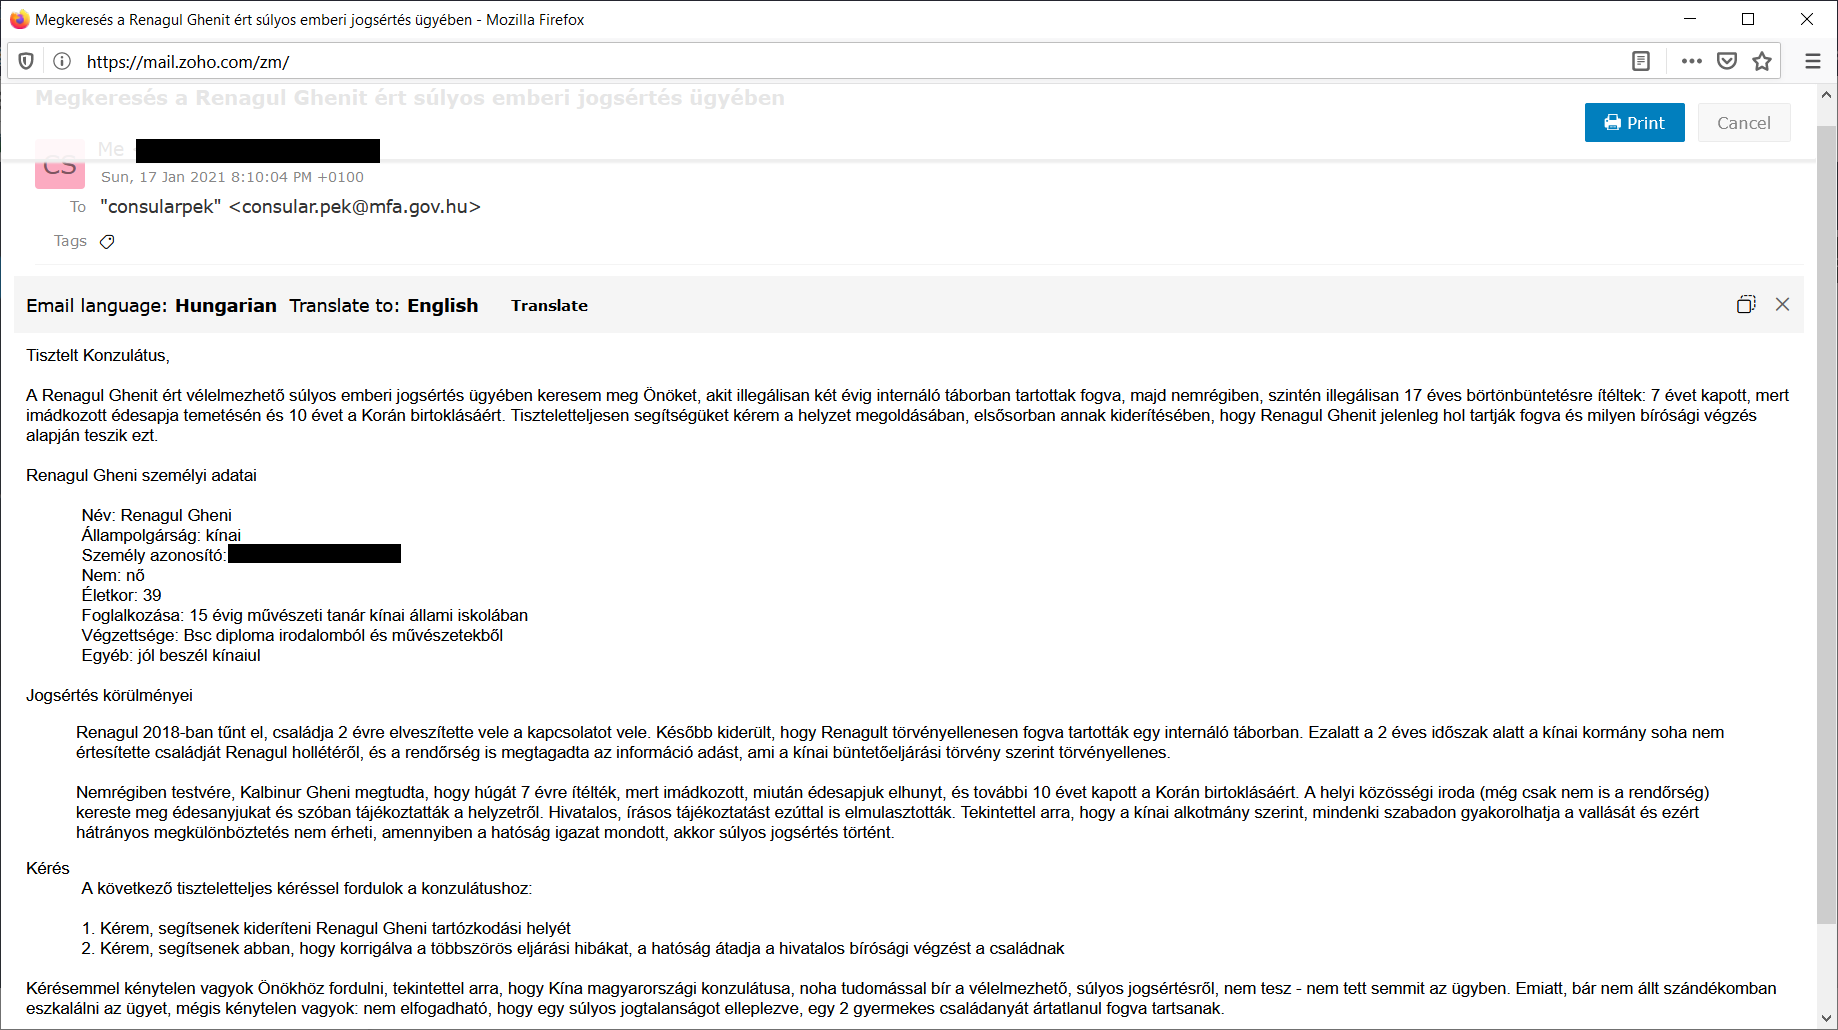 Megkeresés a Renagul Ghenit ért súlyos emberi jogsértés ügyében - Mozilla Firefox
https://mail.zoho.com/zm/
Megkeresés a Renagul Ghenit ért súlyos emberi jogsértés ügyében
Print
Cancel
CS
Me
Sun, 17 Jan 2021 8:10:04 PM +0100
To "consularpek" <consular.pek@mfa.gov.hu>
Tags
Email language: Hungarian Translate to: English Translate
Tisztelt Konzulátus,
A Renagul Ghenit ért vélelmezhető súlyos emberi jogsértés ügyében keresem meg Önöket, akit illegálisan két évig internáló táborban tartottak fogva, majd nemrégiben, szintén illegálisan 17 éves börtönbüntetésre ítéltek: 7 évet kapott, mert
imádkozott édesapja temetésén és 10 évet a Korán birtoklásáért. Tiszteletteljesen segítségüket kérem a helyzet megoldásában, elsősorban annak kiderítésében, hogy Renagul Ghenit jelenleg hol tartják fogva és milyen bírósági végzés
alapján teszik ezt.
Renagul Gheni személyi adatai
Név: Renagul Gheni
Állampolgárság: kínai
Személy azonosító:
Nem: nő
Életkor: 39
Foglalkozása: 15 évig művészeti tanár kínai állami iskolában
Végzettsége: Bsc diploma irodalomból és művészetekből
Egyéb: jól beszél kínaiul
Jogsértés körülményei
Renagul 2018-ban tűnt el, családja 2 évre elveszítette vele a kapcsolatot vele. Később kiderült, hogy Renagult törvényellenesen fogva tartották egy internáló táborban. Ezalatt a 2 éves időszak alatt a kínai kormány soha nem
értesítette családját Renagul hollétéről, és a rendőrség is megtagadta az információ adást, ami a kínai büntetőeljárási törvény szerint törvényellenes.
Nemrégiben testvére, Kalbinur Gheni megtudta, hogy húgát 7 évre ítélték, mert imádkozott, miután édesapjuk elhunyt, és további 10 évet kapott a Korán birtoklásáért. A helyi közösségi iroda (még csak nem is a rendőrség)
kereste meg édesanyjukat és szóban tájékoztatták a helyzetről. Hivatalos, írásos tájékoztatást ezúttal is elmulasztották. Tekintettel arra, hogy a kínai alkotmány szerint, mindenki szabadon gyakorolhatja a vallását és ezért
hátrányos megkülönböztetés nem érheti, amennyiben a hatóság igazat mondott, akkor súlyos jogsértés történt.
Kérés
A következő tiszteletteljes kéréssel fordulok a konzulátushoz:
1. Kérem, segítsenek kideríteni Renagul Gheni tartózkodási helyét
2. Kérem, segítsenek abban, hogy korrigálva a többszörös eljárási hibákat, a hatóság átadja a hivatalos bírósági végzést a családnak
Kérésemmel kénytelen vagyok Önökhöz fordulni, tekintettel arra, hogy Kína magyarországi konzulátusa, noha tudomással bír a vélelmezhető, súlyos jogsértésről, nem tesz - nem tett semmit az ügyben. Emiatt, bár nem állt szándékomban
eszkalálni az ügyet, mégis kénytelen vagyok: nem elfogadható, hogy egy súlyos jogtalanságot elleplezve, egy 2 gyermekes családanyát ártatlanul fogva tartsanak.